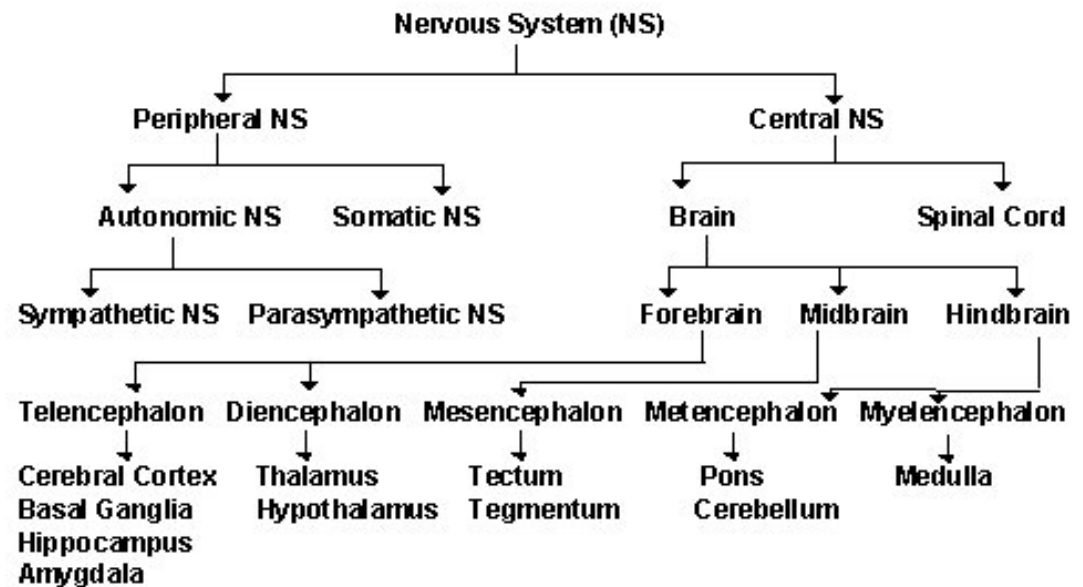 Nervous System (NS)
Peripheral NS Central NS
Autonomic NS Somatic NS Brain Spinal Cord
Sympathetic NS Parasympathetic NS Forebrain Midbrain Hindbrain
Telencephalon Diencephalon Mesencephalon Metencephalon Myelencephalon
Cerebral Cortex Thalamus Tectum Pons Medulla
Basal Ganglia Hypothalamus Tegmentum Cerebellum
Hippocampus
Amygdala